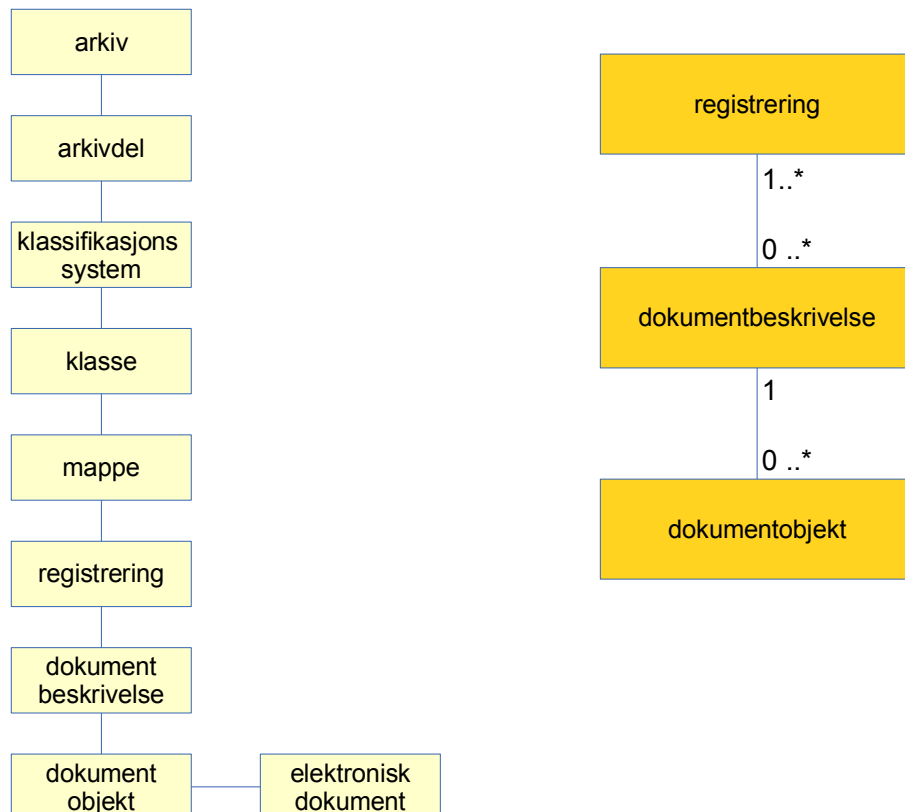 arkiv
arkivdel
klassifikasjons
system
klasse
mappe
registrering
dokument
beskrivelse
dokument
objekt
elektronisk
dokument
registrering
1..*
0 ..*
dokumentbeskrivelse
1
0 ..*
dokumentobjekt